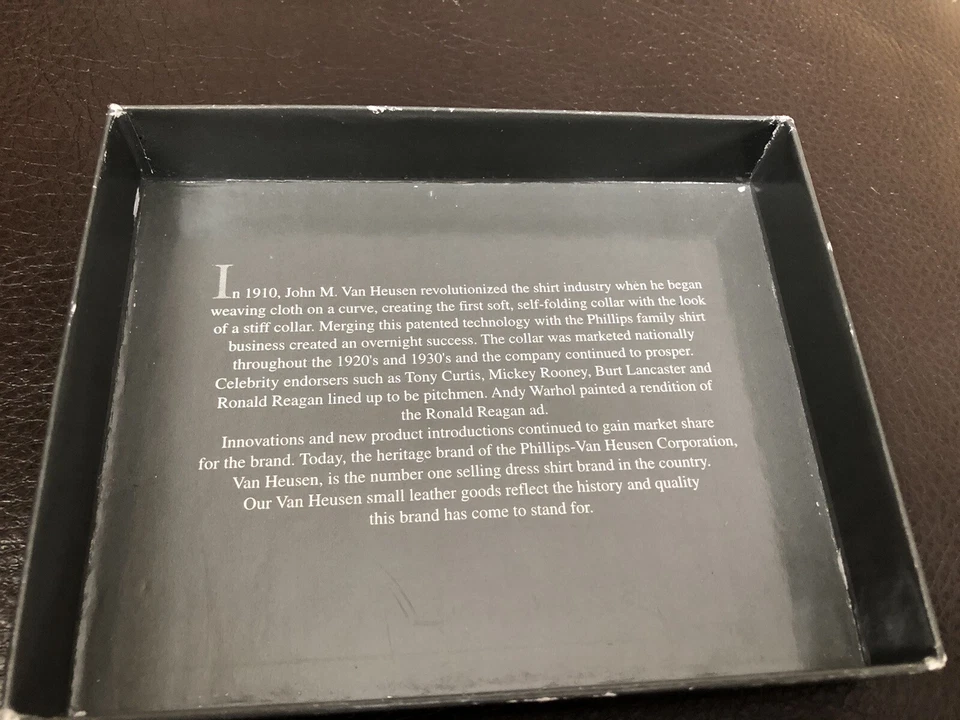 In 1910, John M. Van Heusen revolutionized the shirt industry when he began
weaving cloth on a curve, creating the first soft, self-folding collar with the look
of a stiff collar. Merging this patented technology with the Phillips family shirt
business created an overnight success. The collar was marketed nationally
throughout the 1920's and 1930's and the company continued to prosper.
Celebrity endorsers such as Tony Curtis, Mickey Rooney, Burt Lancaster and
Ronald Reagan lined up to be pitchmen. Andy Warhol painted a rendition of
the Ronald Reagan ad.
Innovations and new product introductions continued to gain market share
for the brand. Today, the heritage brand of the Phillips-Van Heusen Corporation,
Van Heusen, is the number one selling dress shirt brand in the country.
Our Van Heusen small leather goods reflect the history and quality
this brand has come to stand for.